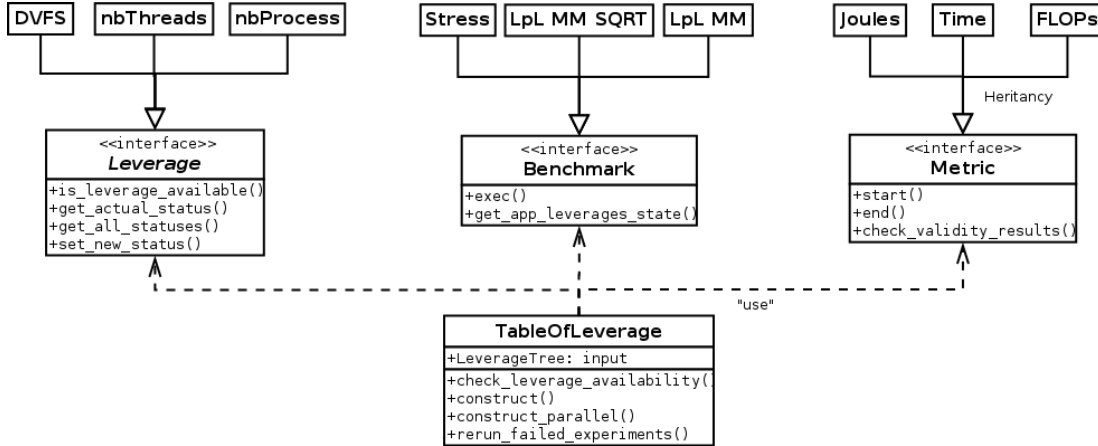 DVFS
nbThreads
nbProcess
Stress
LpL MM SQRT
LpL MM
Joules
Time
FLOPs
Heritancy
<<interface>>
Leverage
+is_leverage_available()
+get_actual_status()
+get_all_statuses()
+set_new_status()
<<interface>>
Benchmark
+exec()
+get_app_leverages_state()
<<interface>>
Metric
+start()
+end()
+check_validity_results()
"use"
TableOfLeverage
+LeverageTree: input
+check_leverage_availability()
+construct()
+construct_parallel()
+rerun_failed_experiments()